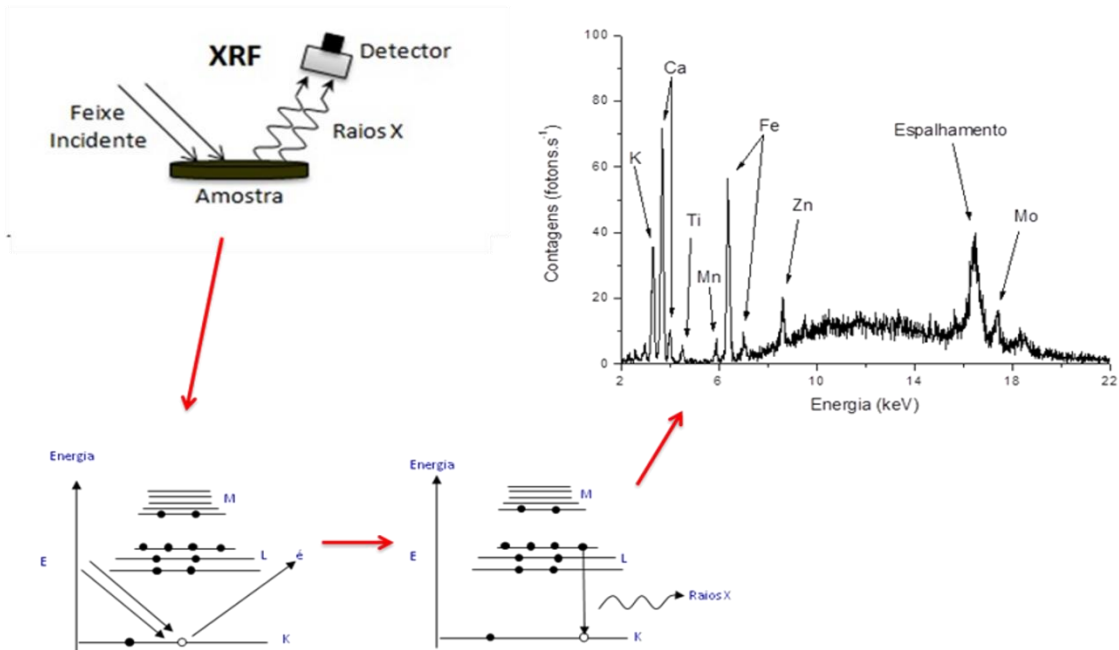 XRF
Detector
Feixe
Incidente
Raios X
Amostra
Contagens (fotons.s⁻¹)
100
80
60
40
20
0
2
6
10
14
18
22
Energia (keV)
K
Ca
Ti
Mn
Fe
Zn
Espalhamento
Mo
Energia
E
M
L
é
K
Energia
E
M
L
Raios X
K